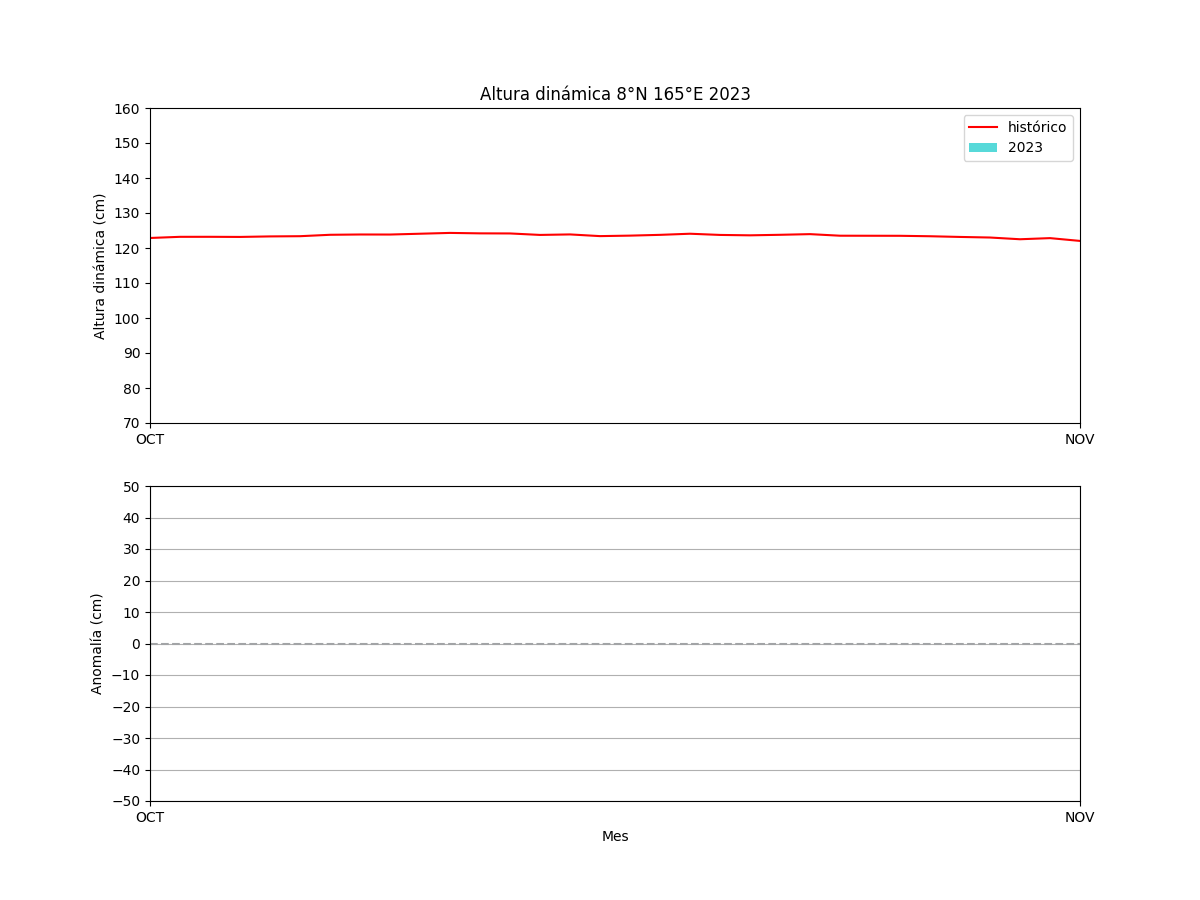 Altura dinámica 8°N 165°E 2023
160
150
140
130
120
110
100
90
80
70
Altura dinámica (cm)
histórico
2023
OCT
NOV
50
40
30
20
10
0
−10
−20
−30
−40
−50
Anomalía (cm)
OCT
NOV
Mes